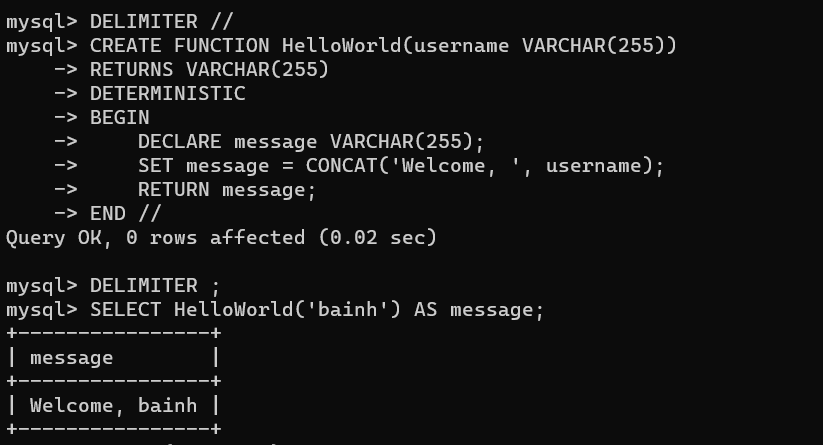 mysql> DELIMITER //
mysql> CREATE FUNCTION HelloWorld(username VARCHAR(255))
    -> RETURNS VARCHAR(255)
    -> DETERMINISTIC
    -> BEGIN
    ->     DECLARE message VARCHAR(255);
    ->     SET message = CONCAT('Welcome, ', username);
    ->     RETURN message;
    -> END //
Query OK, 0 rows affected (0.02 sec)

mysql> DELIMITER ;
mysql> SELECT HelloWorld('bainh') AS message;
+----------------+
| message        |
+----------------+
| Welcome, bainh |
+----------------+